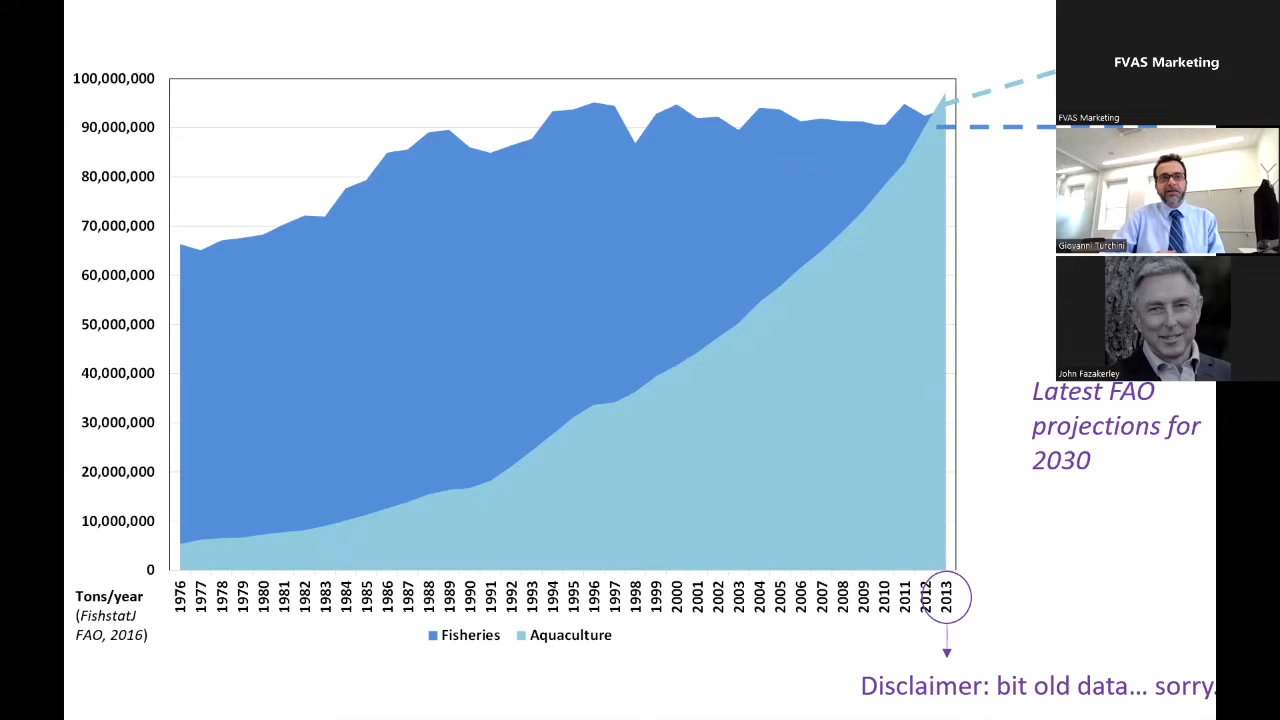 FVAS Marketing
FVAS Marketing
Giovanni Turchini
John Fazakerley
100,000,000
90,000,000
80,000,000
70,000,000
60,000,000
50,000,000
40,000,000
30,000,000
20,000,000
10,000,000
0
1976 1977 1978 1979 1980 1981 1982 1983 1984 1985 1986 1987 1988 1989 1990 1991 1992 1993 1994 1995 1996 1997 1998 1999 2000 2001 2002 2003 2004 2005 2006 2007 2008 2009 2010 2011 2012 2013
Tons/year
(FishstatJ
FAO, 2016)
Fisheries Aquaculture
Latest FAO
projections for
2030
Disclaimer: bit old data... sorry.